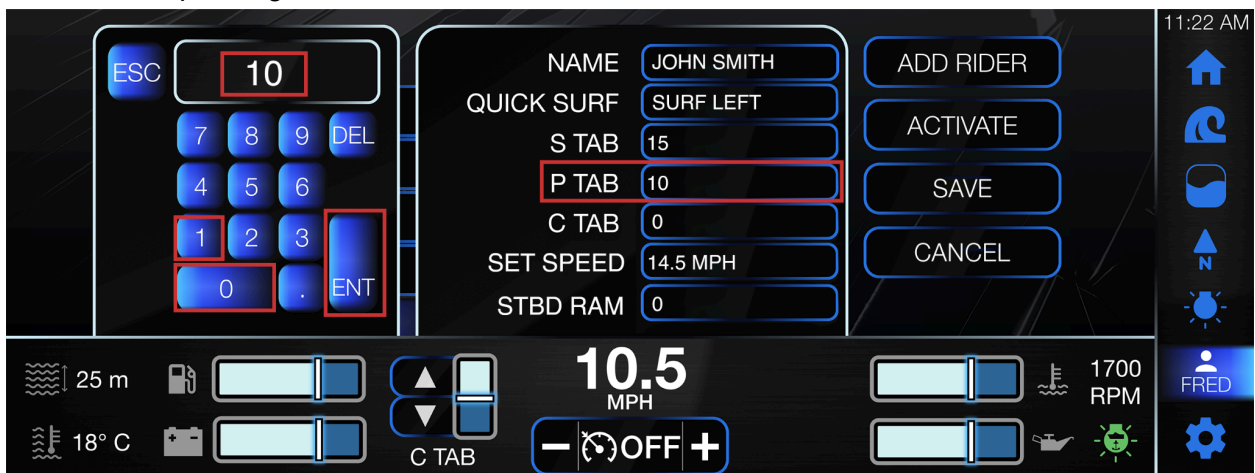 11:22 AM
ESC 10
7 8 9 DEL
4 5 6
1 2 3
0 . ENT
NAME JOHN SMITH
QUICK SURF SURF LEFT
S TAB 15
P TAB 10
C TAB 0
SET SPEED 14.5 MPH
STBD RAM 0
ADD RIDER
ACTIVATE
SAVE
CANCEL
N
FRED
25 m
18° C
C TAB
10.5
MPH
− OFF +
1700
RPM